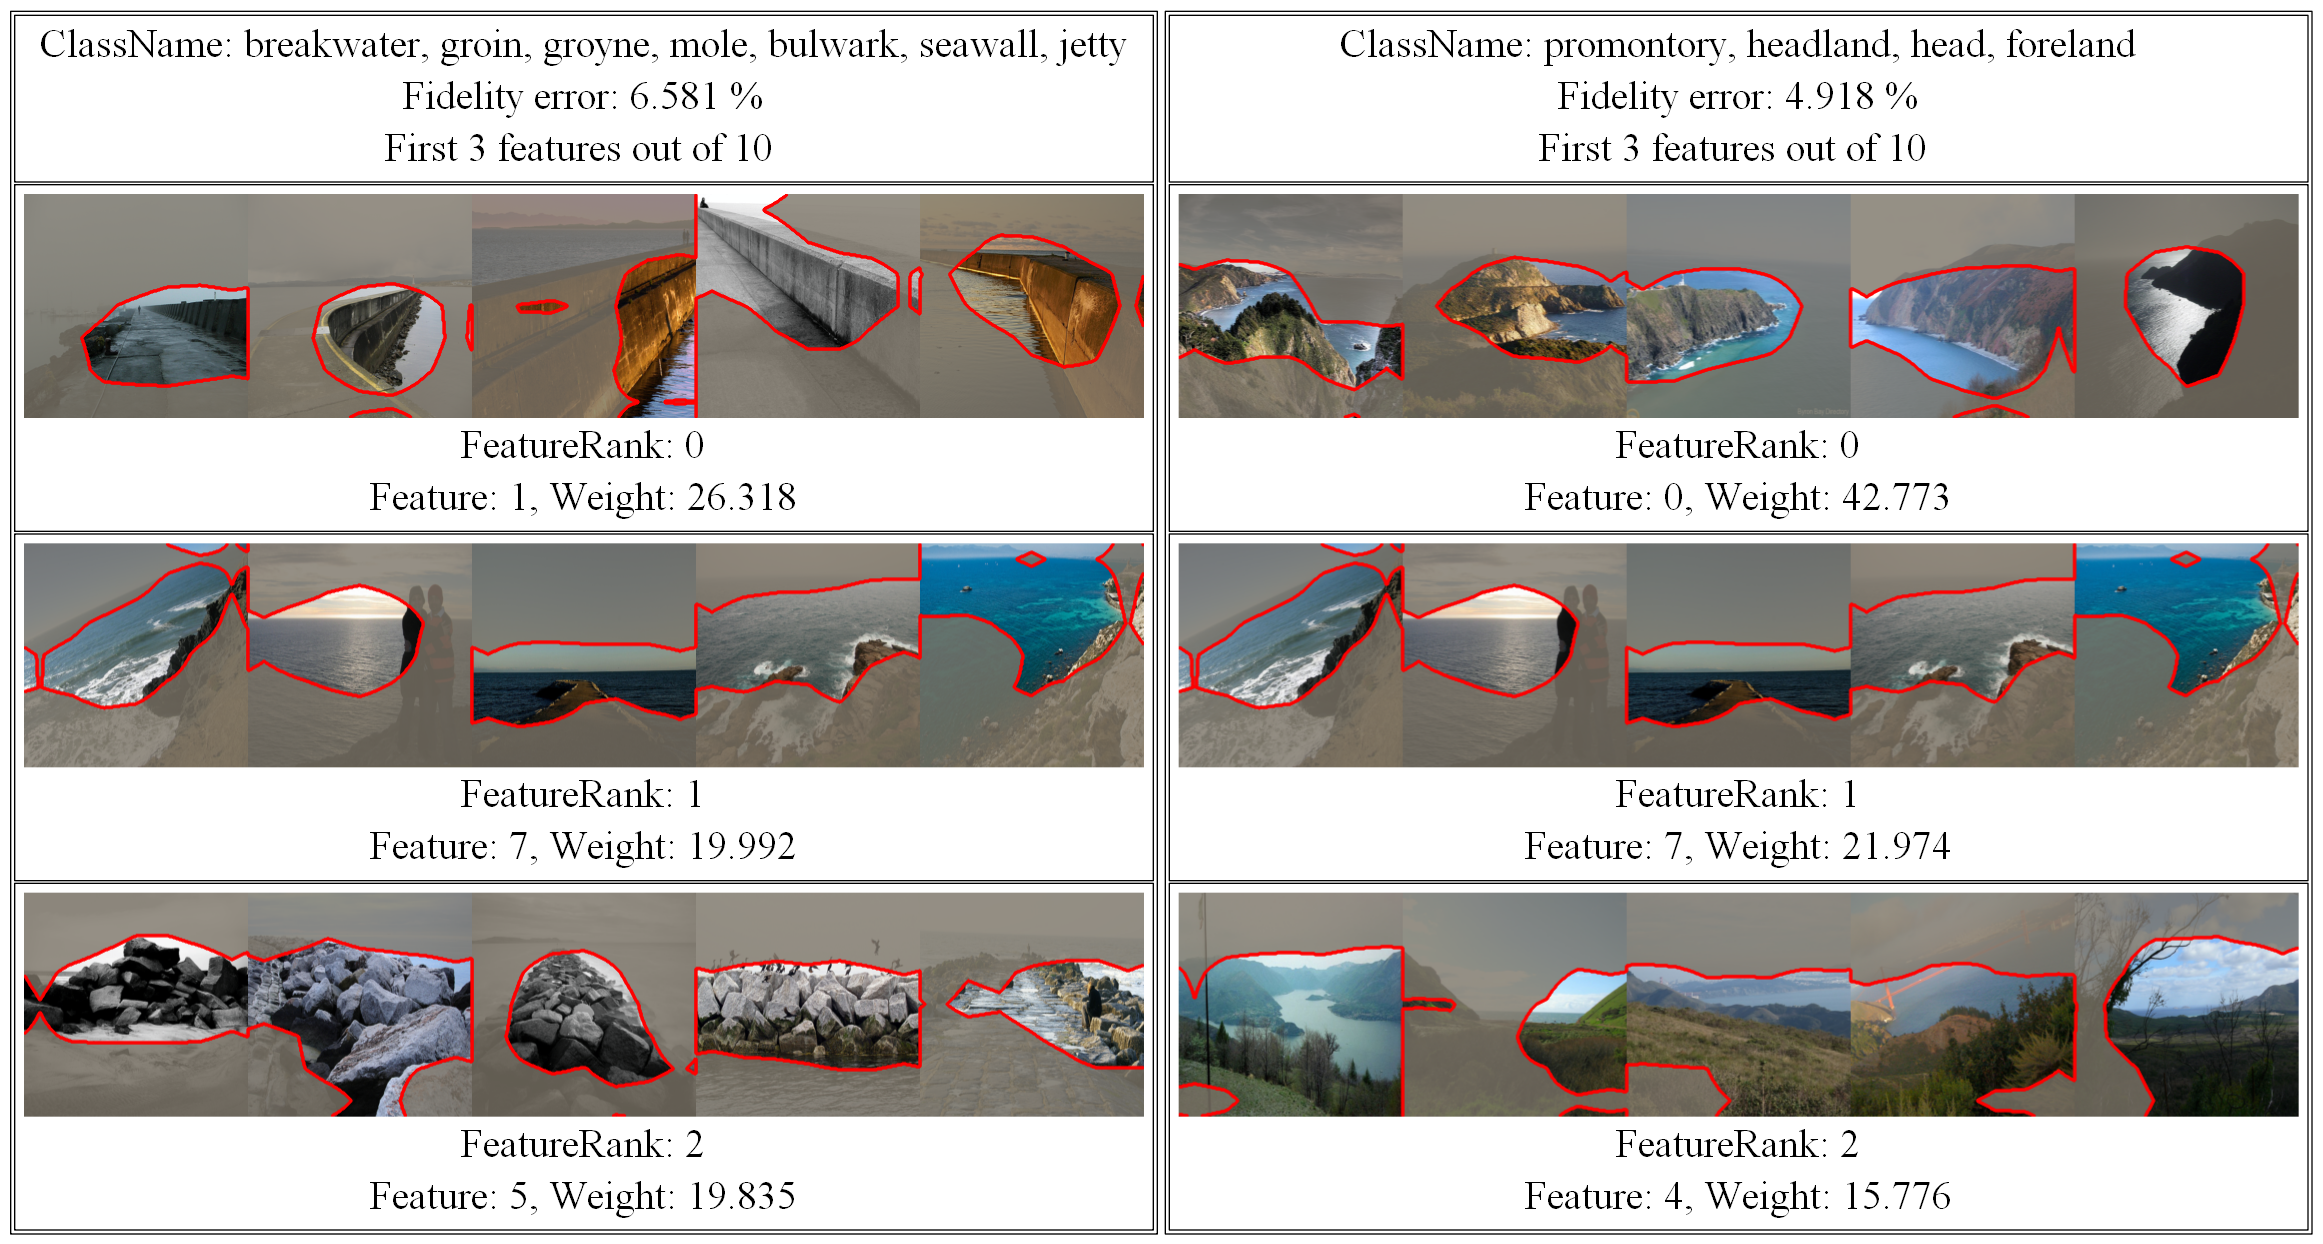 ClassName: breakwater, groin, groyne, mole, bulwark, seawall, jetty
Fidelity error: 6.581 %
First 3 features out of 10
FeatureRank: 0
Feature: 1, Weight: 26.318
FeatureRank: 1
Feature: 7, Weight: 19.992
FeatureRank: 2
Feature: 5, Weight: 19.835
ClassName: promontory, headland, head, foreland
Fidelity error: 4.918 %
First 3 features out of 10
FeatureRank: 0
Feature: 0, Weight: 42.773
FeatureRank: 1
Feature: 7, Weight: 21.974
FeatureRank: 2
Feature: 4, Weight: 15.776